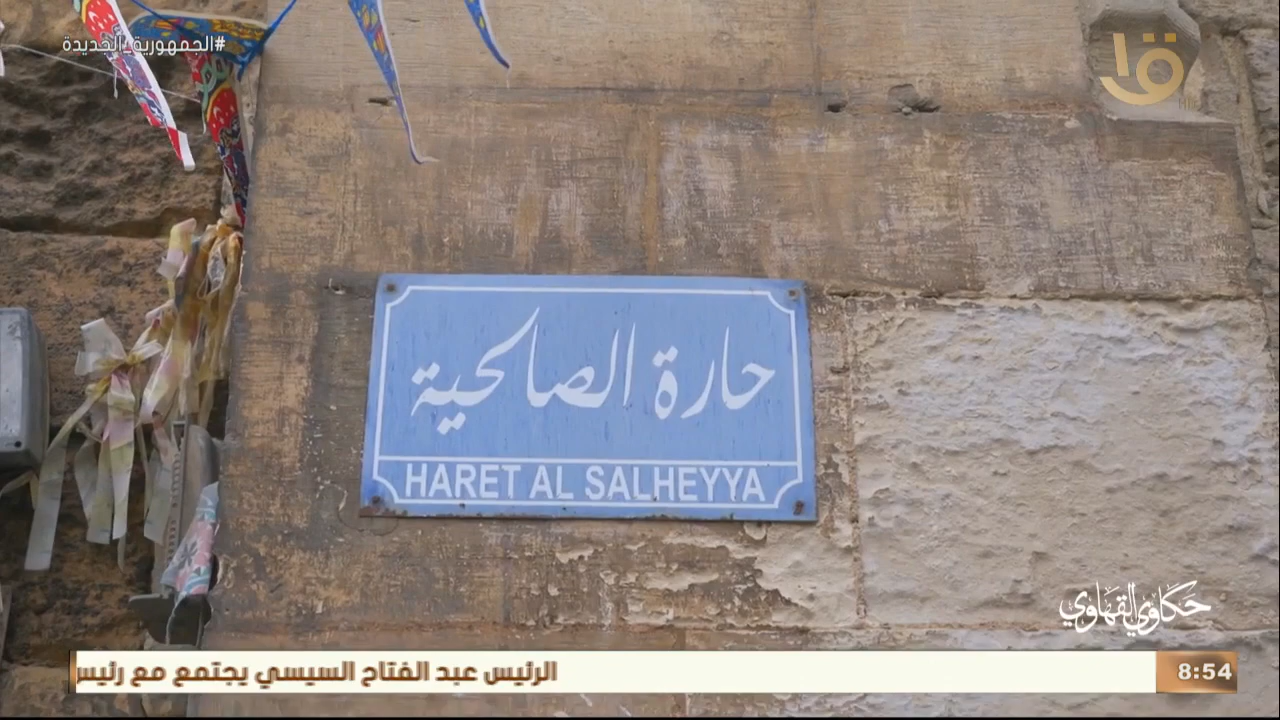 #الجمهورية_الجديدة
حارة الصالحية
HARET AL SALHEYYA
حكاوي القهاوي
الرئيس عبد الفتاح السيسي يجتمع مع رئيس
8:54